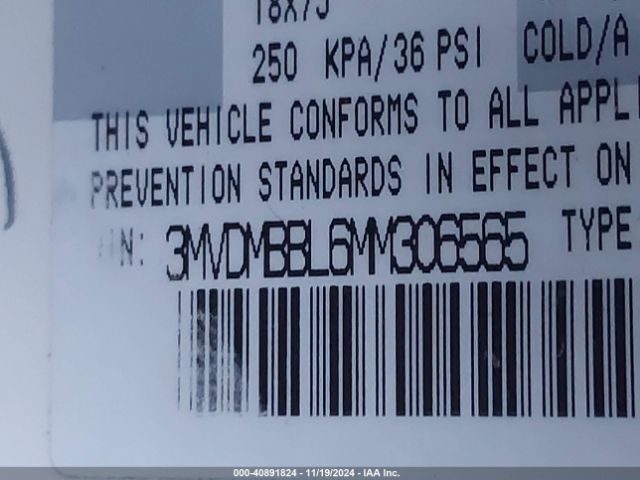 18X7J
250 KPA/36 PSI COLD/A
THIS VEHICLE CONFORMS TO ALL APPL
PREVENTION STANDARDS IN EFFECT ON
VIN: 3MVDMBBL6MM306565 TYPE
000-40891824 - 11/19/2024 - IAA Inc.